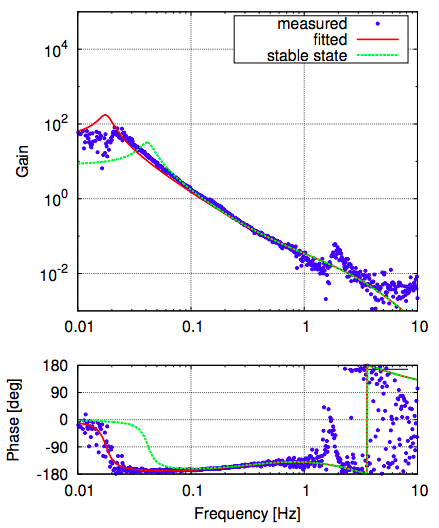 measured
fitted
stable state
10^4
10^2
10^0
10^-2
Gain
0.01 0.1 1 10
180
90
0
-90
-180
Phase [deg]
0.01 0.1 1 10
Frequency [Hz]